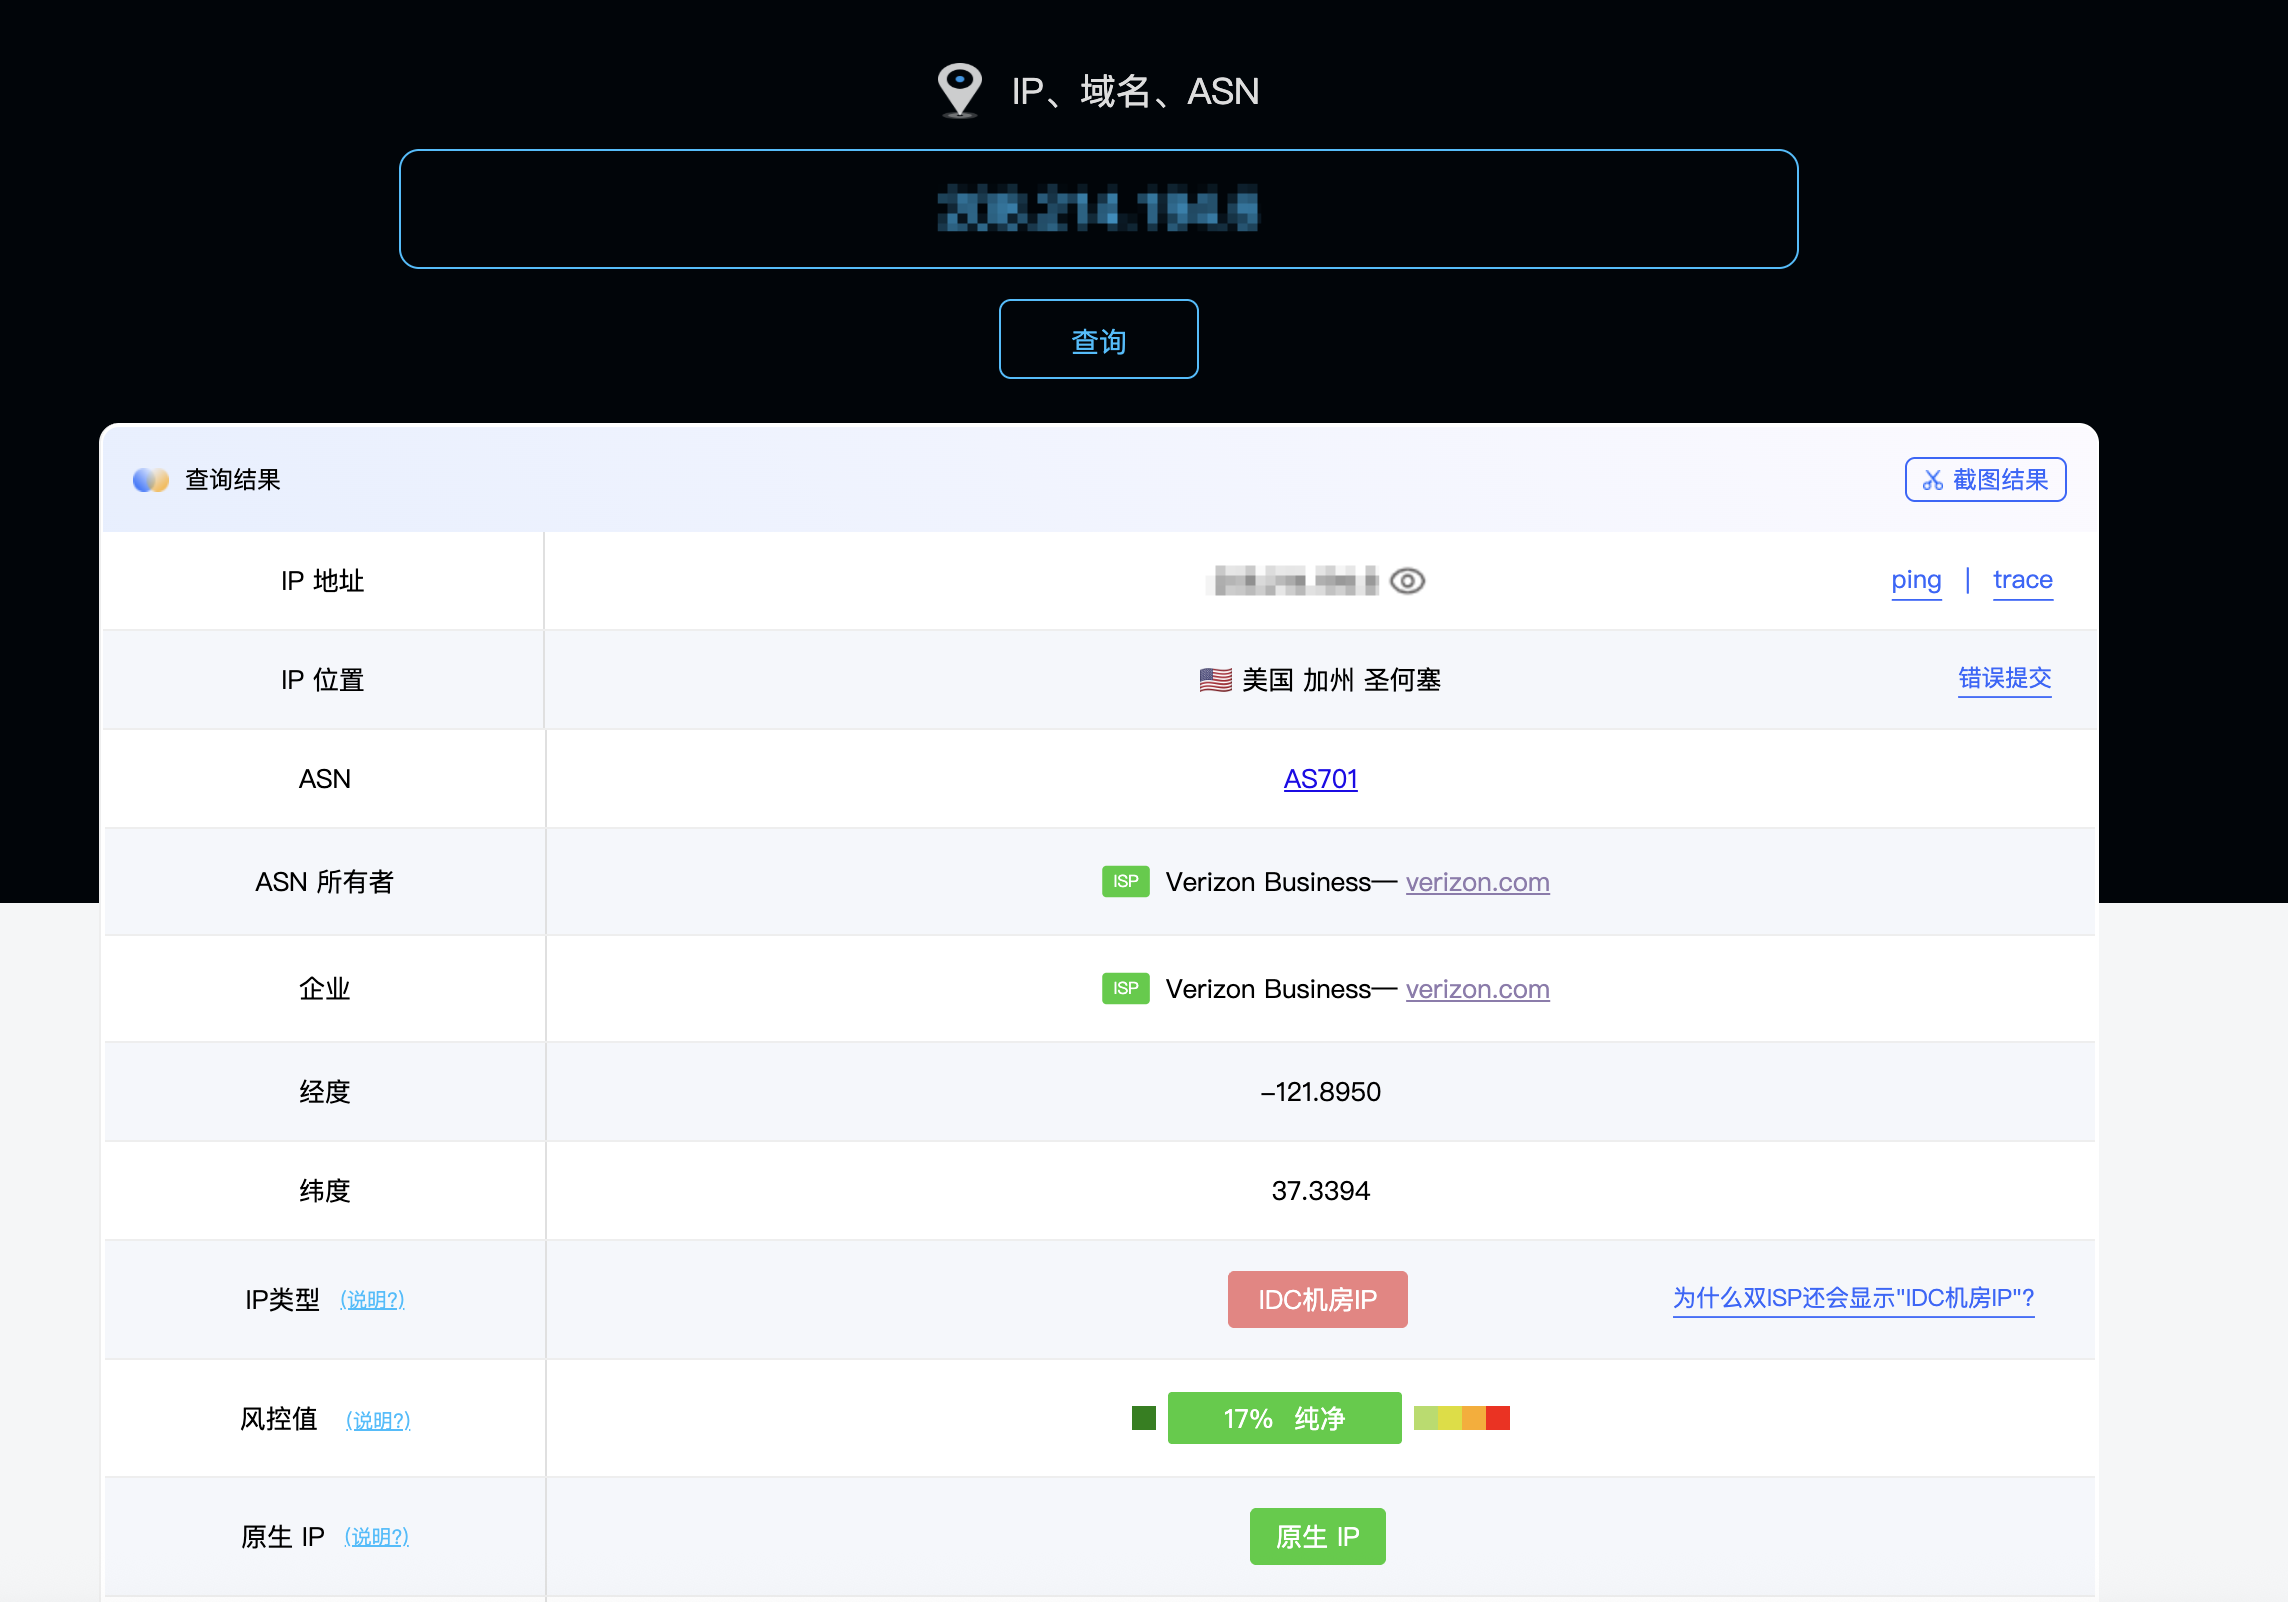 IP、域名、ASN
查询
查询结果
截图结果
IP 地址
ping | trace
IP 位置
美国 加州 圣何塞
错误提交
ASN
AS701
ASN 所有者
ISP Verizon Business— verizon.com
企业
ISP Verizon Business— verizon.com
经度
-121.8950
纬度
37.3394
IP类型 (说明?)
IDC机房IP
为什么双ISP还会显示"IDC机房IP"?
风控值 (说明?)
17% 纯净
原生 IP (说明?)
原生 IP